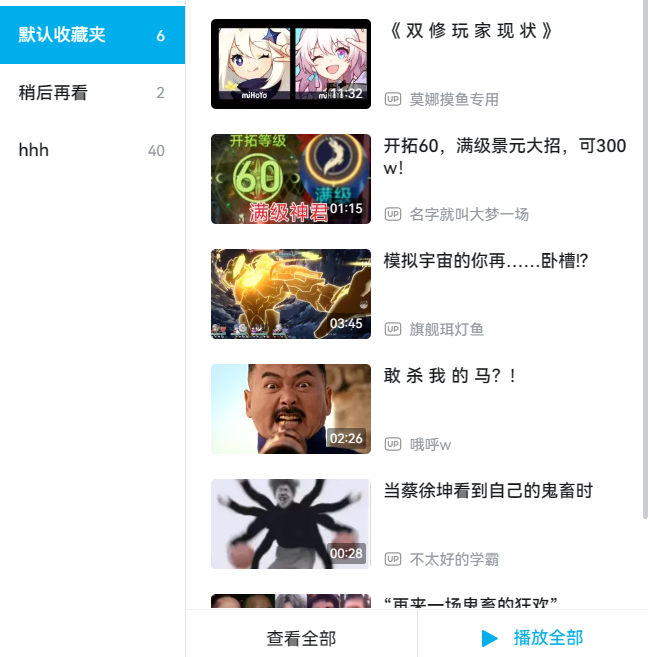 默认收藏夹 6
稍后再看 2
hhh 40
miHoYo
11:32
《 双 修 玩 家 现 状 》
UP 莫娜摸鱼专用
开拓等级
60
满级
满级神君
01:15
开拓60，满级景元大招，可300
w！
UP 名字就叫大梦一场
03:45
模拟宇宙的你再……卧槽!?
UP 旗舰珥灯鱼
02:26
敢 杀 我 的 马？！
UP 哦呼w
00:28
当蔡徐坤看到自己的鬼畜时
UP 不太好的学霸
“再来一场鬼畜的狂欢”
查看全部
播放全部